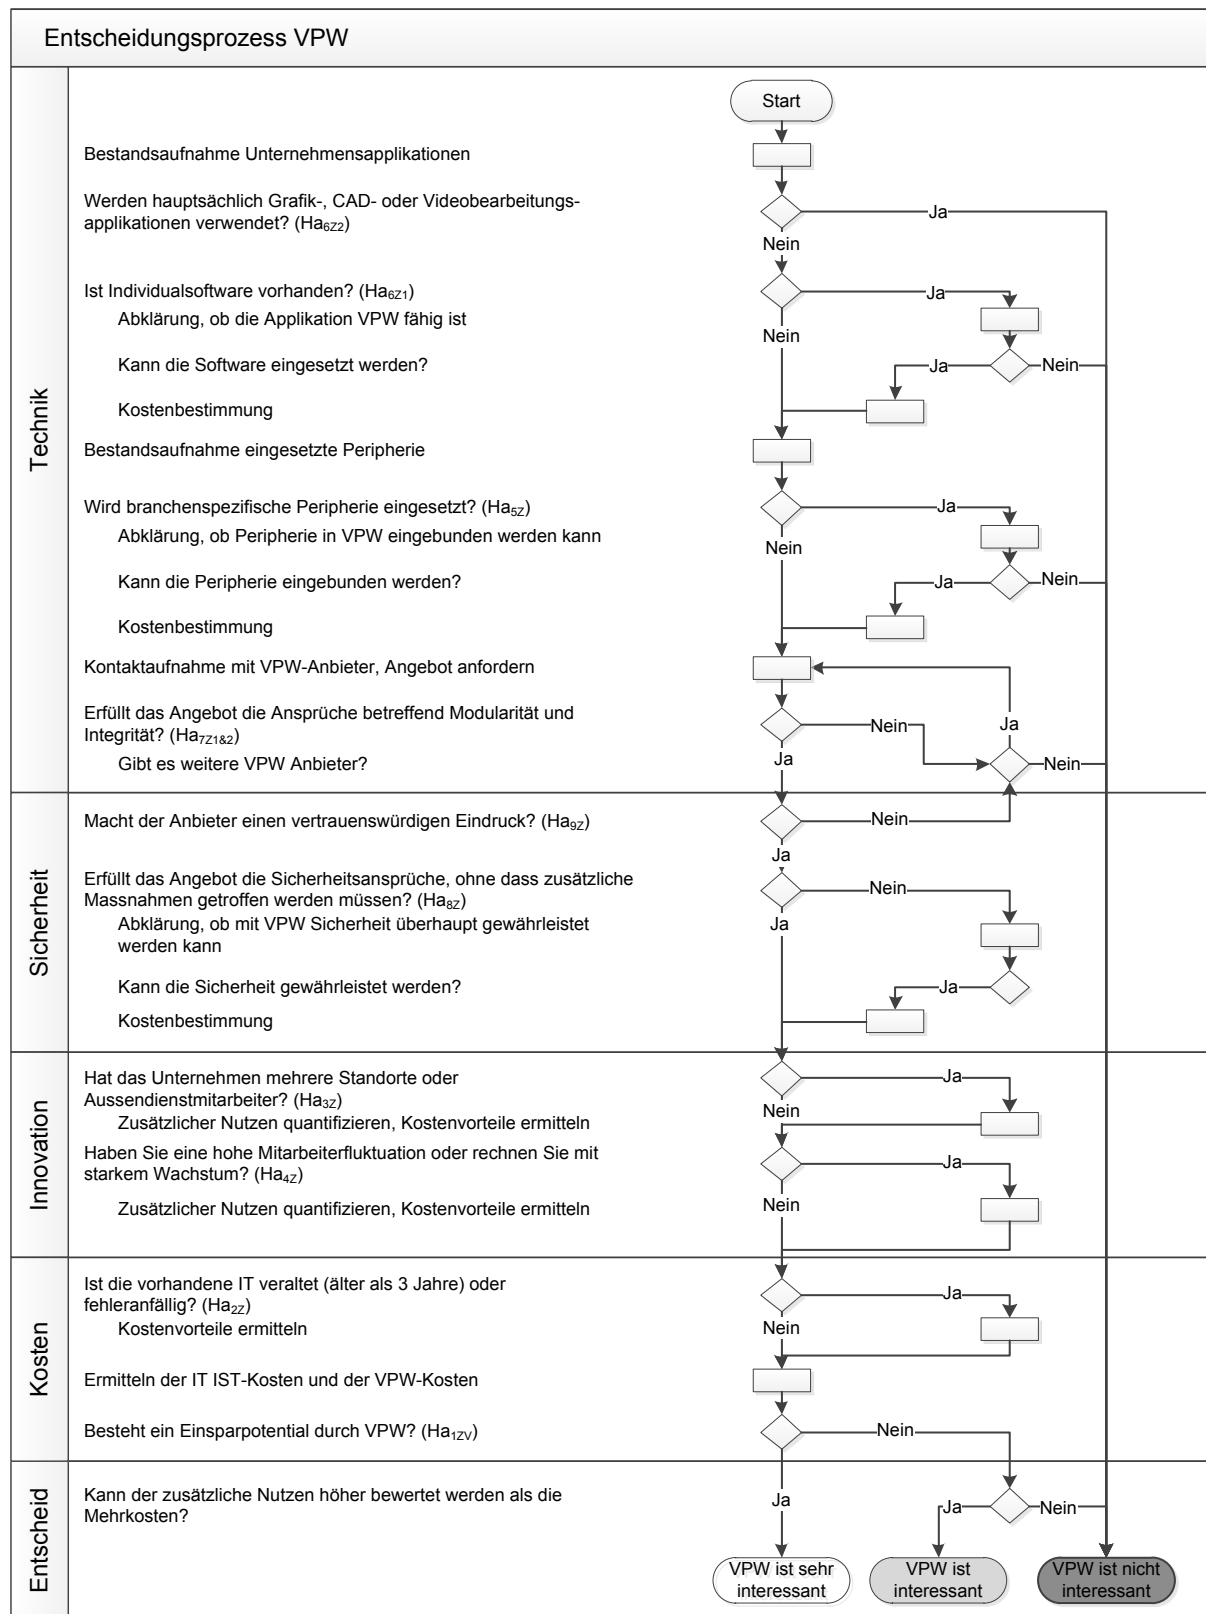 Entscheidungsprozess VPW
Technik
Start
Bestandsaufnahme Unternehmensapplikationen
Werden hauptsächlich Grafik-, CAD- oder Videobearbeitungs-
applikationen verwendet? (Ha6Z2)
Ja
Nein
Ist Individualsoftware vorhanden? (Ha6Z1)
Ja
Abklärung, ob die Applikation VPW fähig ist
Nein
Kann die Software eingesetzt werden?
Ja
Nein
Kostenbestimmung
Bestandsaufnahme eingesetzte Peripherie
Wird branchenspezifische Peripherie eingesetzt? (Ha5Z)
Ja
Abklärung, ob Peripherie in VPW eingebunden werden kann
Nein
Kann die Peripherie eingebunden werden?
Ja
Nein
Kostenbestimmung
Kontaktaufnahme mit VPW-Anbieter, Angebot anfordern
Erfüllt das Angebot die Ansprüche betreffend Modularität und
Integrität? (Ha7Z1&2)
Nein
Ja
Ja
Gibt es weitere VPW Anbieter?
Nein
Sicherheit
Macht der Anbieter einen vertrauenswürdigen Eindruck? (Ha9Z)
Nein
Ja
Erfüllt das Angebot die Sicherheitsansprüche, ohne dass zusätzliche
Massnahmen getroffen werden müssen? (Ha8Z)
Nein
Ja
Abklärung, ob mit VPW Sicherheit überhaupt gewährleistet
werden kann
Kann die Sicherheit gewährleistet werden?
Ja
Kostenbestimmung
Innovation
Hat das Unternehmen mehrere Standorte oder
Aussendienstmitarbeiter? (Ha3Z)
Ja
Nein
Zusätzlicher Nutzen quantifizieren, Kostenvorteile ermitteln
Haben Sie eine hohe Mitarbeiterfluktuation oder rechnen Sie mit
starkem Wachstum? (Ha4Z)
Ja
Nein
Zusätzlicher Nutzen quantifizieren, Kostenvorteile ermitteln
Kosten
Ist die vorhandene IT veraltet (älter als 3 Jahre) oder
fehleranfällig? (Ha2Z)
Ja
Nein
Kostenvorteile ermitteln
Ermitteln der IT IST-Kosten und der VPW-Kosten
Besteht ein Einsparpotential durch VPW? (Ha1ZV)
Nein
Entscheid
Kann der zusätzliche Nutzen höher bewertet werden als die
Mehrkosten?
Ja
Ja
Nein
VPW ist sehr
interessant
VPW ist
interessant
VPW ist nicht
interessant